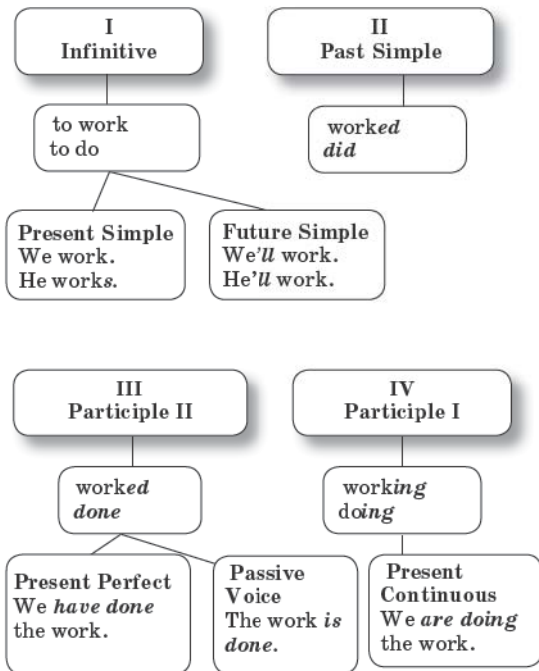 I
Infinitive
to work
to do
Present Simple
We work.
He works.
Future Simple
We'll work.
He'll work.
II
Past Simple
worked
did
III
Participle II
worked
done
Present Perfect
We have done
the work.
Passive
Voice
The work is
done.
IV
Participle I
working
doing
Present
Continuous
We are doing
the work.